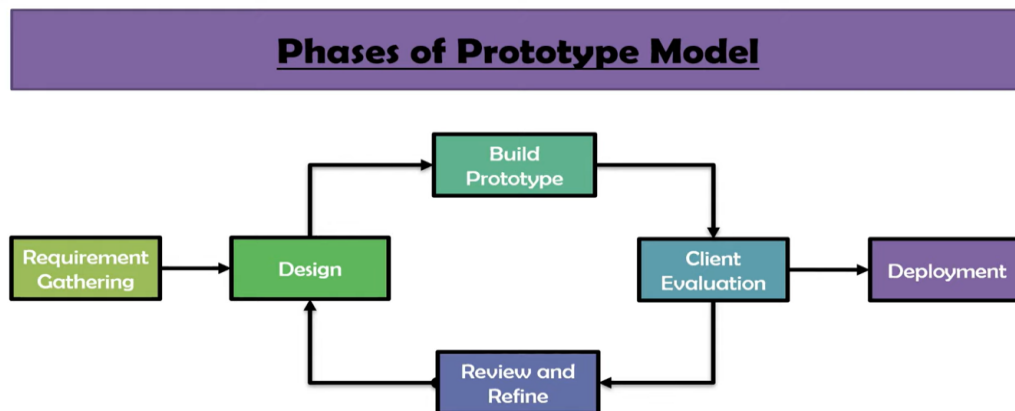 Phases of Prototype Model
Build
Prototype
Requirement
Gathering
Design
Client
Evaluation
Deployment
Review and
Refine